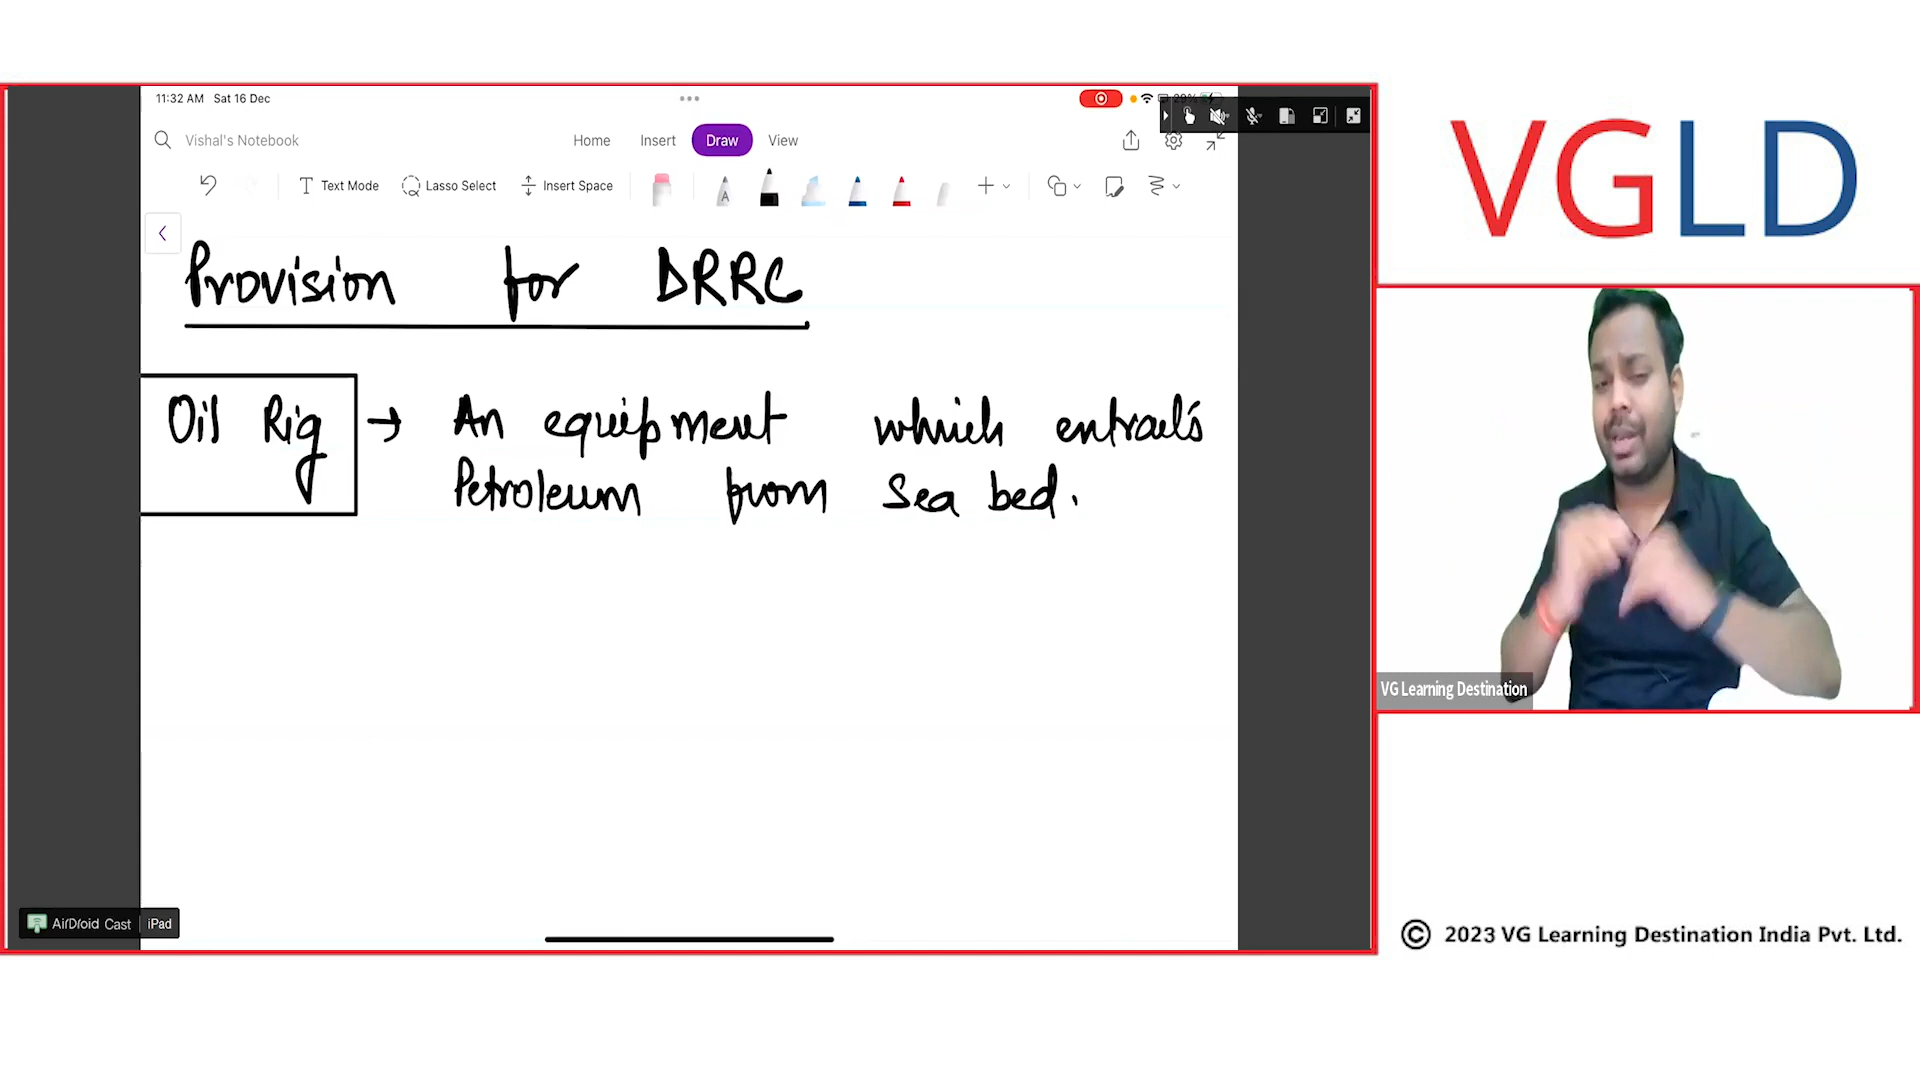 11:32 AM Sat 16 Dec
29%
Vishal's Notebook
Home Insert Draw View
Text Mode Lasso Select Insert Space
Provision for DRRC
Oil Rig → An equipment which
Petroleum from Sea bed.
VGLD
VG Learning Destination
AirDroid Cast iPad
© 2023 VG Learning Destination India Pvt. Ltd.